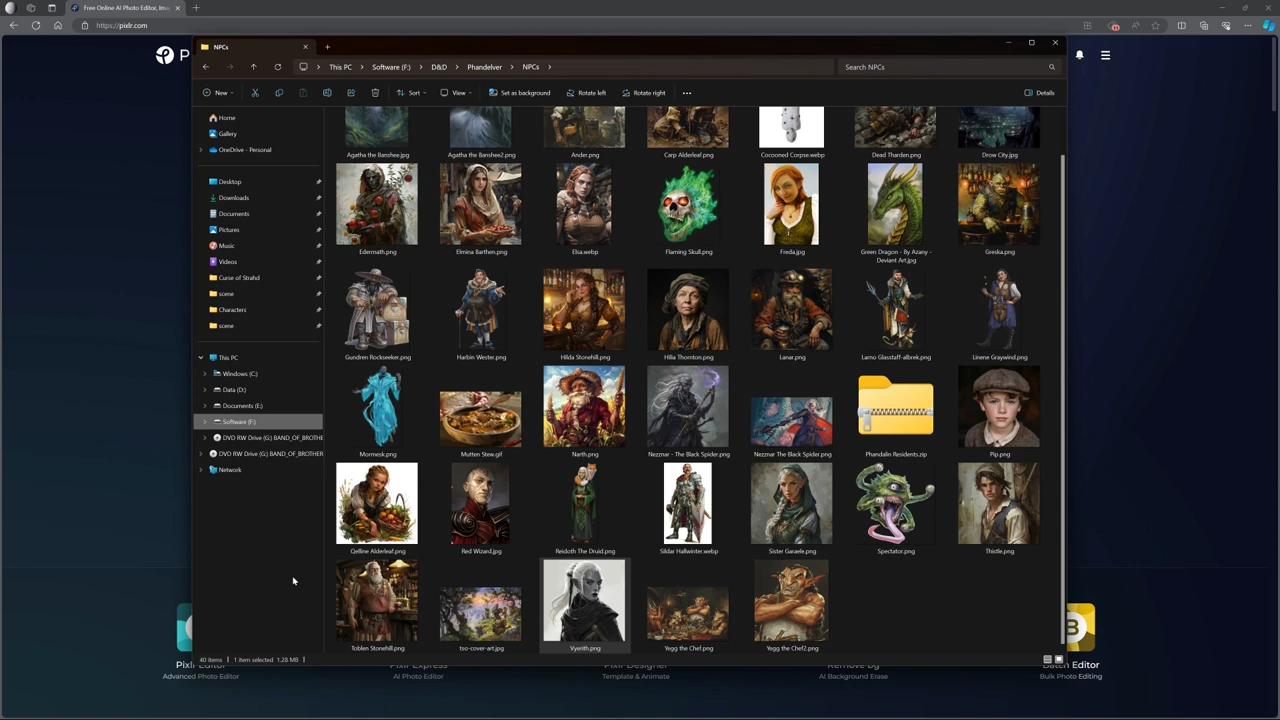 Free Online AI Photo Editor, Ima
https://pixlr.com
NPCs
This PC
Software (F:)
D&D
Phandelver
NPCs
Search NPCs
New
Sort
View
Set as background
Rotate left
Rotate right
Details
Home
Gallery
OneDrive - Personal
Desktop
Downloads
Documents
Pictures
Music
Videos
Curse of Strahd
scene
Characters
scene
This PC
Windows (C:)
Data (D:)
Documents (E:)
Software (F:)
DVD RW Drive (G:) BAND_OF_BROTHE
DVD RW Drive (G:) BAND_OF_BROTHER
Network
Agatha the Banshee.jpg
Agatha the Banshee2.png
Ander.png
Carp Alderleaf.png
Cocooned Corpse.webp
Dead Tharden.png
Drow City.jpg
Edermath.png
Elmina Barthen.png
Elsa.webp
Flaming Skull.png
Freda.jpg
Green Dragon - By Azany -
Deviant Art.jpg
Greska.png
Gundren Rockseeker.png
Harbin Wester.png
Hilda Stonehill.png
Hilia Thornton.png
Lanar.png
Larno Glasstaff-albrek.png
Linene Graywind.png
Mormesk.png
Mutten Stew.gif
Narth.png
Nezznar - The Black Spider.png
Nezznar The Black Spider.png
Phandalin Residents.zip
Pip.png
Qelline Alderleaf.png
Red Wizard.jpg
Reidoth The Druid.png
Sildar Hallwinter.webp
Sister Garaele.png
Spectator.png
Thistle.png
Toblen Stonehill.png
tso-cover-art.jpg
Vyerith.png
Yegg the Chef.png
Yegg the Chef2.png
40 items
1 item selected 1.28 MB
Pixlr Editor
Pixlr Express
Pixlr Designer
Remove bg
Batch Editor
Advanced Photo Editor
AI Photo Editor
Template & Animate
AI Background Erase
Bulk Photo Editing